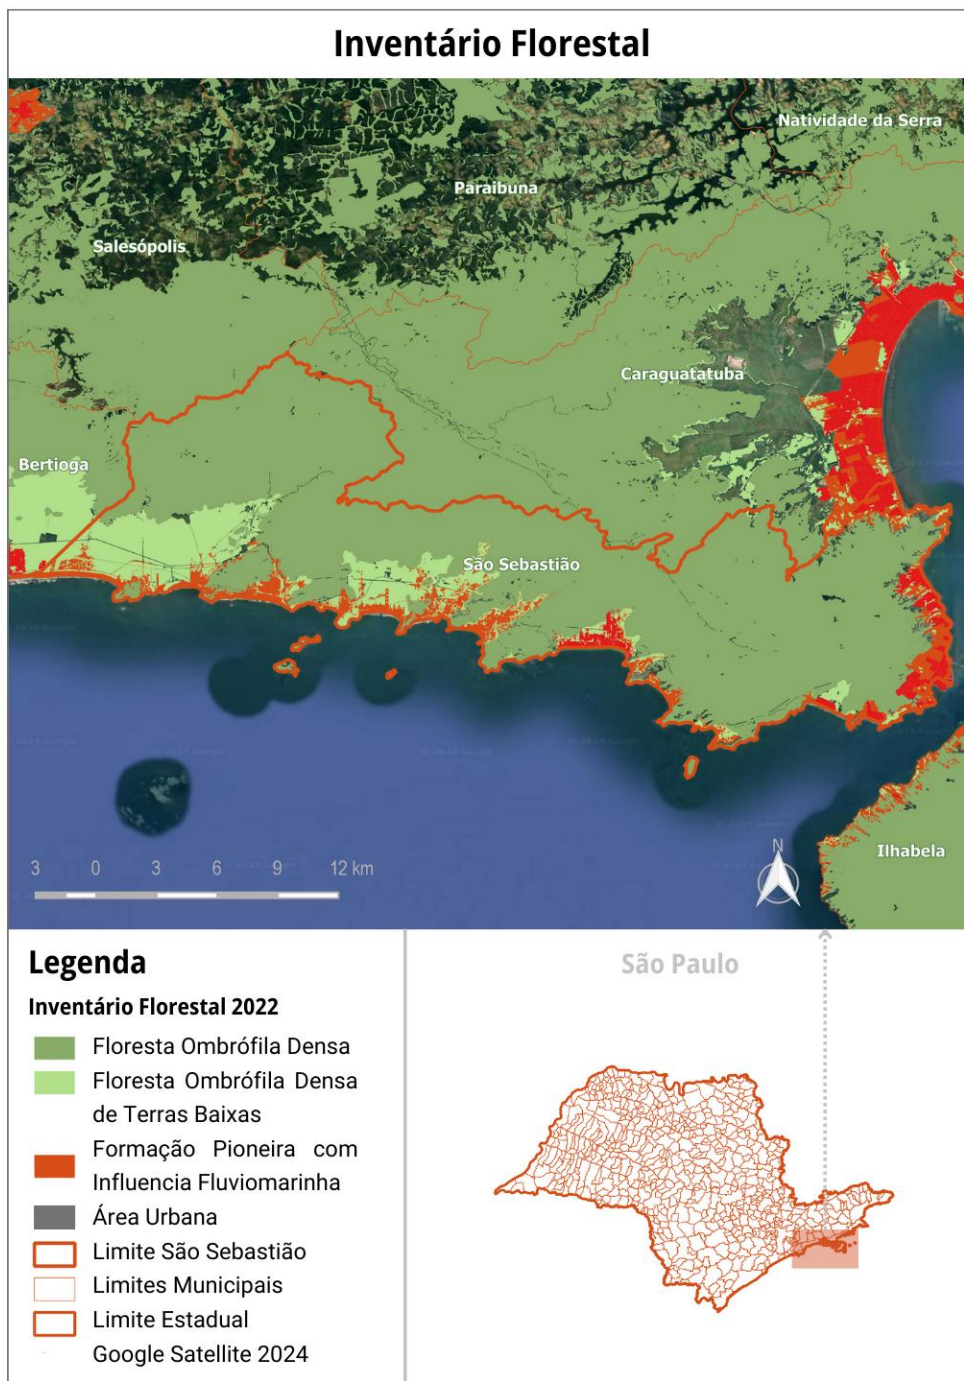 Inventário Florestal
Natividade da Serra
Paraibuna
Salesópolis
Caraguatatuba
Bertioga
São Sebastião
Ilhabela
3 0 3 6 9 12 km
N
Legenda
Inventário Florestal 2022
Floresta Ombrófila Densa
Floresta Ombrófila Densa
de Terras Baixas
Formação Pioneira com
Influencia Fluviomarinha
Área Urbana
Limite São Sebastião
Limites Municipais
Limite Estadual
Google Satellite 2024
São Paulo